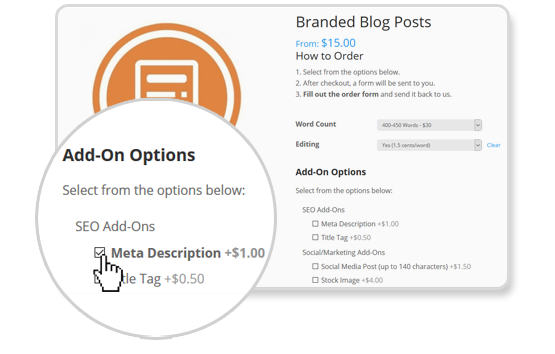 Branded Blog Posts
From: $15.00
How to Order
1. Select from the options below.
2. After checkout, a form will be sent to you.
3. Fill out the order form and send it back to us.
Word Count
400-450 Words - $30
Editing
Yes (1.5 cents/word)
Clear
Add-On Options
Select from the options below:
SEO Add-Ons
Meta Description +$1.00
Title Tag +$0.50
Social/Marketing Add-Ons
Social Media Post (up to 140 characters) +$1.50
Stock Image +$4.00
Add-On Options
Select from the options below:
SEO Add-Ons
Meta Description +$1.00
Tag +$0.50